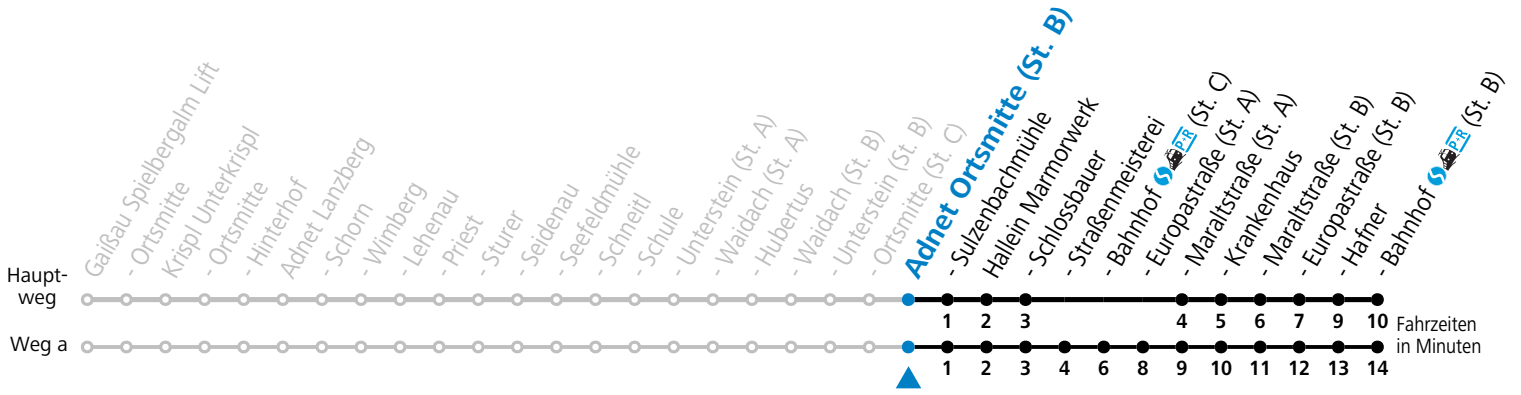 Gaißau Spielbergalm Lift
- Ortsmitte
Krispl Unterkrispl
- Ortsmitte
- Hinterhof
Adnet Lanzberg
- Schorn
- Wimberg
- Lehenau
- Priest
- Sturer
- Seidenau
- Seefeldmühle
- Schneitl
- Schule
- Unterstein (St. A)
- Waidach (St. A)
- Hubertus
- Waidach (St. B)
- Unterstein (St. B)
- Ortsmitte (St. C)
Adnet Ortsmitte (St. B)
- Sulzenbachmühle
Hallein Marmorwerk
- Schlossbauer
- Straßenmeisterei
- Bahnhof P+R (St. C)
- Europastraße (St. A)
- Maraltstraße (St. A)
- Krankenhaus
- Maraltstraße (St. B)
- Europastraße (St. B)
- Hafner
- Bahnhof P+R (St. B)
Haupt-
weg
1 2 3 4 5 6 7 9 10 Fahrzeiten
in Minuten
Weg a
1 2 3 4 6 8 9 10 11 12 13 14